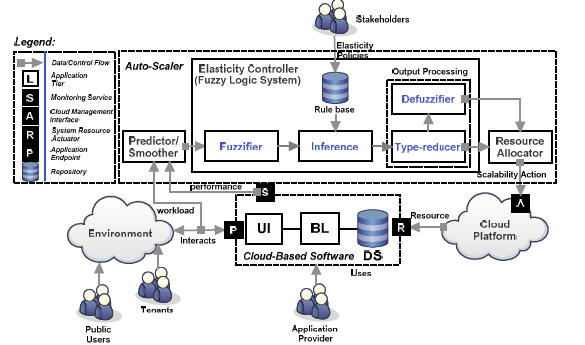 Stakeholders
Legend:
Data/Control Flow
L
Application
Tier
S
Monitoring Service
A
Cloud Management
Interface
R
System Resource
Actuator
P
Application
Endpoint
Repository
Auto-Scaler
Elasticity Controller
(Fuzzy Logic System)
Elasticity
Policies
Rule base
Output Processing
Defuzzifier
Predictor/
Smoother
Fuzzifier
Inference
Type-reducer
Resource
Allocator
Scalability Action
performance
S
A
workload
Environment
Interacts
P
UI
BL
DS
R
Resource
Cloud
Platform
Cloud-Based Software
Uses
Tenants
Public
Users
Application
Provider